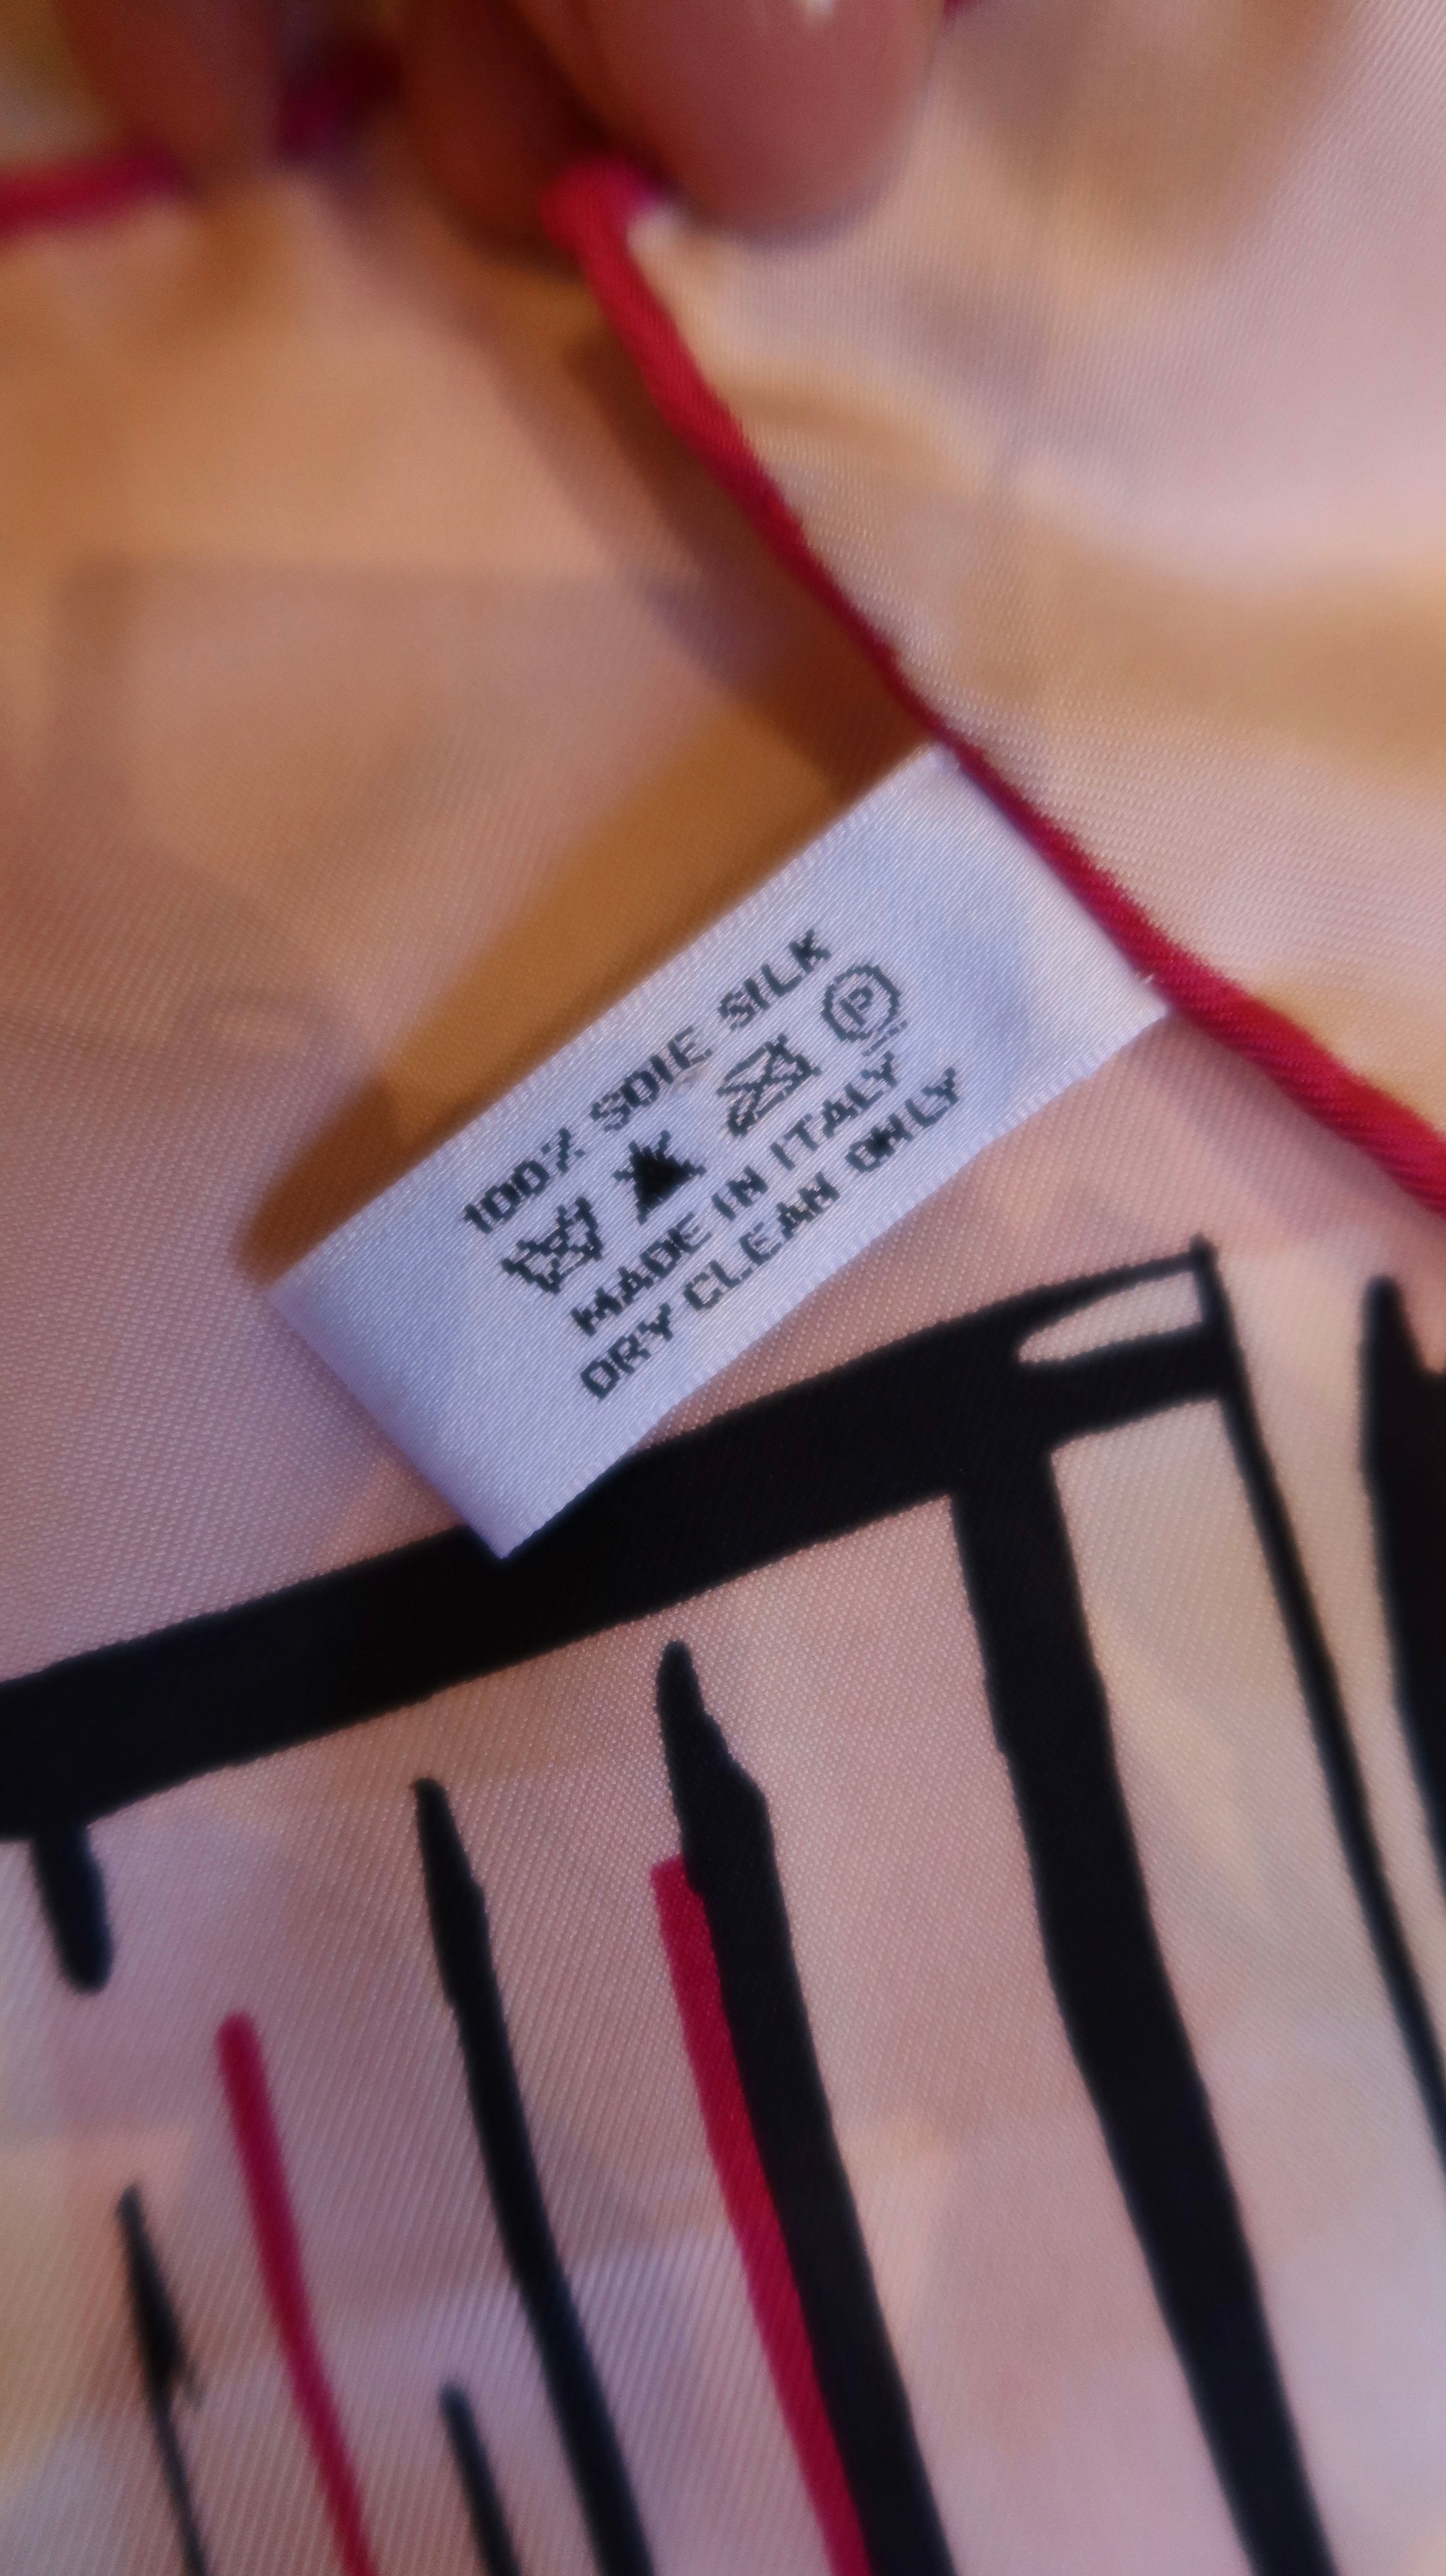 100% SOIE SILK
P
MADE IN ITALY
DRY CLEAN ONLY